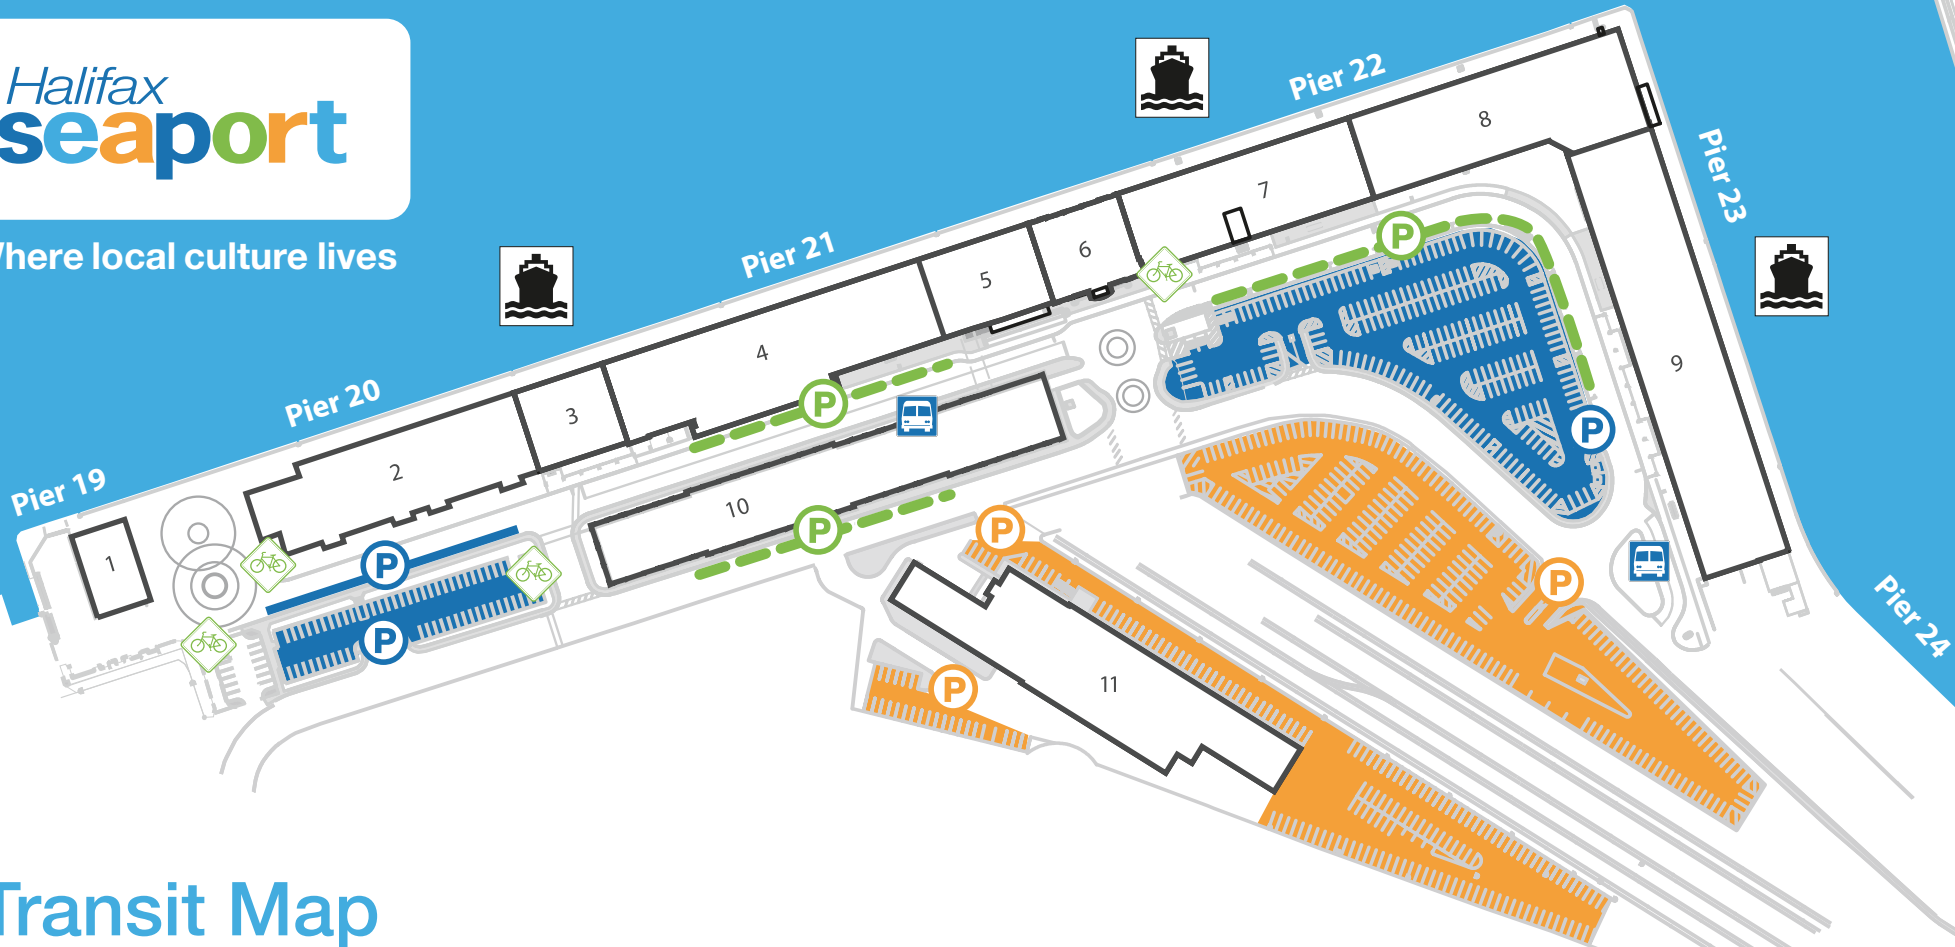 Halifax
seaport
here local culture lives
Pier 19
Pier 20
Pier 21
Pier 22
Pier 23
Pier 24
1
2
3
4
5
6
7
8
9
10
11
P
P
P
P
P
P
P
P
P
Transit Map